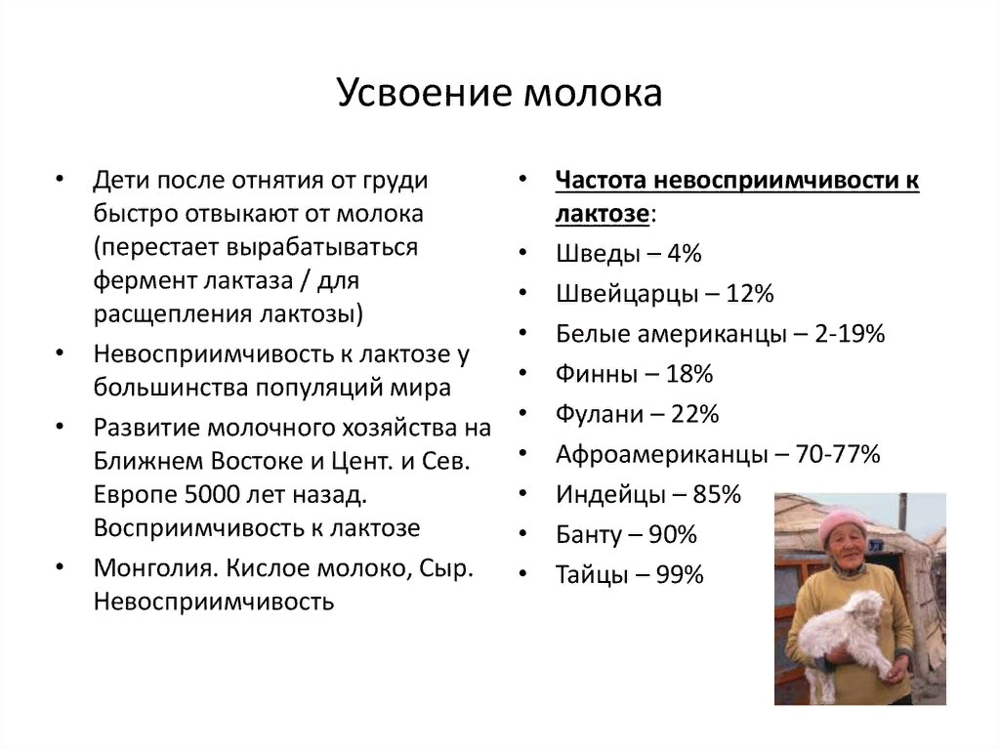 Усвоение молока
• Дети после отнятия от груди
быстро отвыкают от молока
(перестает вырабатываться
фермент лактаза / для
расщепления лактозы)
• Невосприимчивость к лактозе у
большинства популяций мира
• Развитие молочного хозяйства на
Ближнем Востоке и Цент. и Сев.
Европе 5000 лет назад.
Восприимчивость к лактозе
• Монголия. Кислое молоко, Сыр.
Невосприимчивость
• Частота невосприимчивости к
лактозе:
• Шведы – 4%
• Швейцарцы – 12%
• Белые американцы – 2-19%
• Финны – 18%
• Фулани – 22%
• Афроамериканцы – 70-77%
• Индейцы – 85%
• Банту – 90%
• Тайцы – 99%